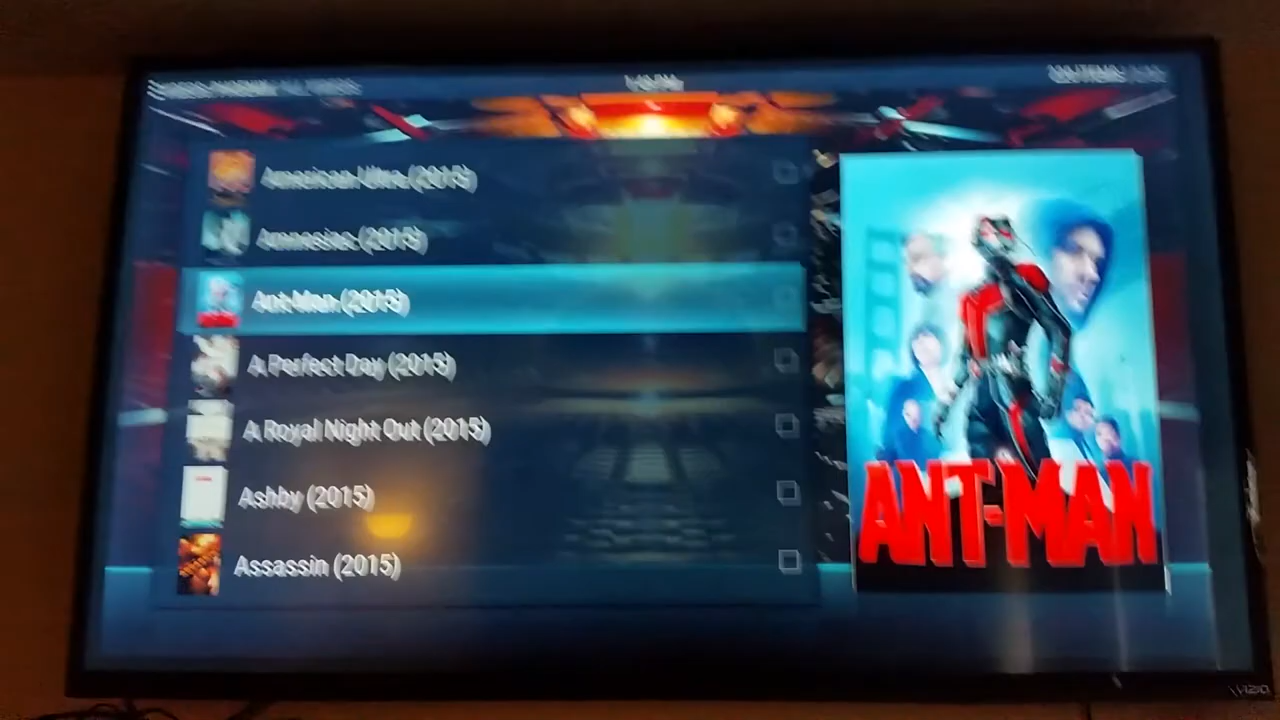 American Ultra (2015)
Amnesiac (2015)
Ant-Man (2015)
A Perfect Day (2015)
A Royal Night Out (2015)
Ashby (2015)
Assassin (2015)
ANT-MAN
VIZIO